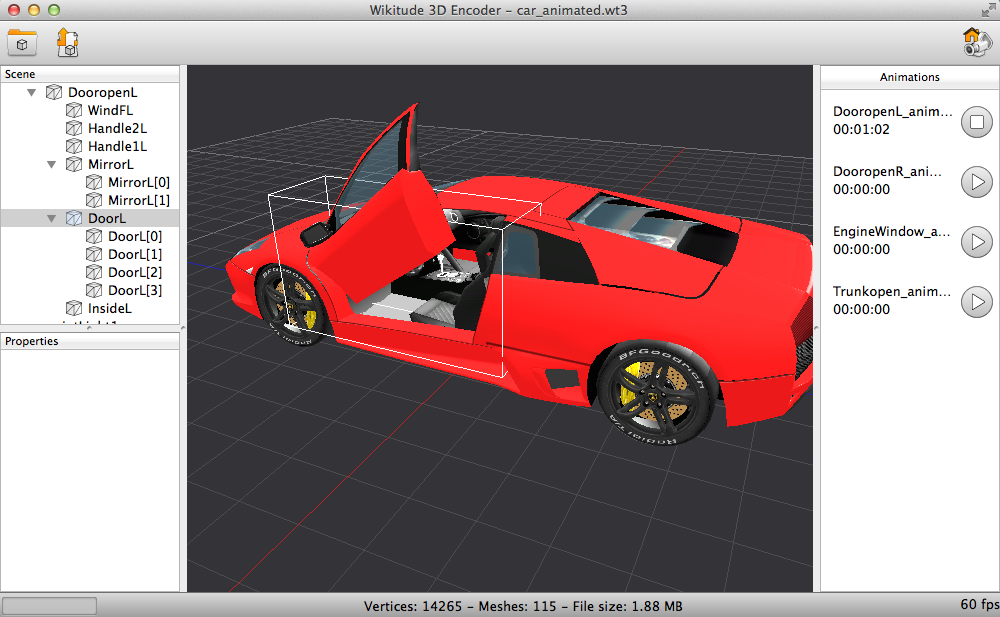 Wikitude 3D Encoder – car_animated.wt3
Scene
DooropenL
WindFL
Handle2L
Handle1L
MirrorL
MirrorL[0]
MirrorL[1]
DoorL
DoorL[0]
DoorL[1]
DoorL[2]
DoorL[3]
InsideL
Properties
BFGoodrich
Radial T/A
BFGoodrich
Radial T/A
Animations
DooropenL_anim...
00:01:02
DooropenR_ani...
00:00:00
EngineWindow_a...
00:00:00
Trunkopen_anim...
00:00:00
Vertices: 14265 – Meshes: 115 – File size: 1.88 MB
60 fps